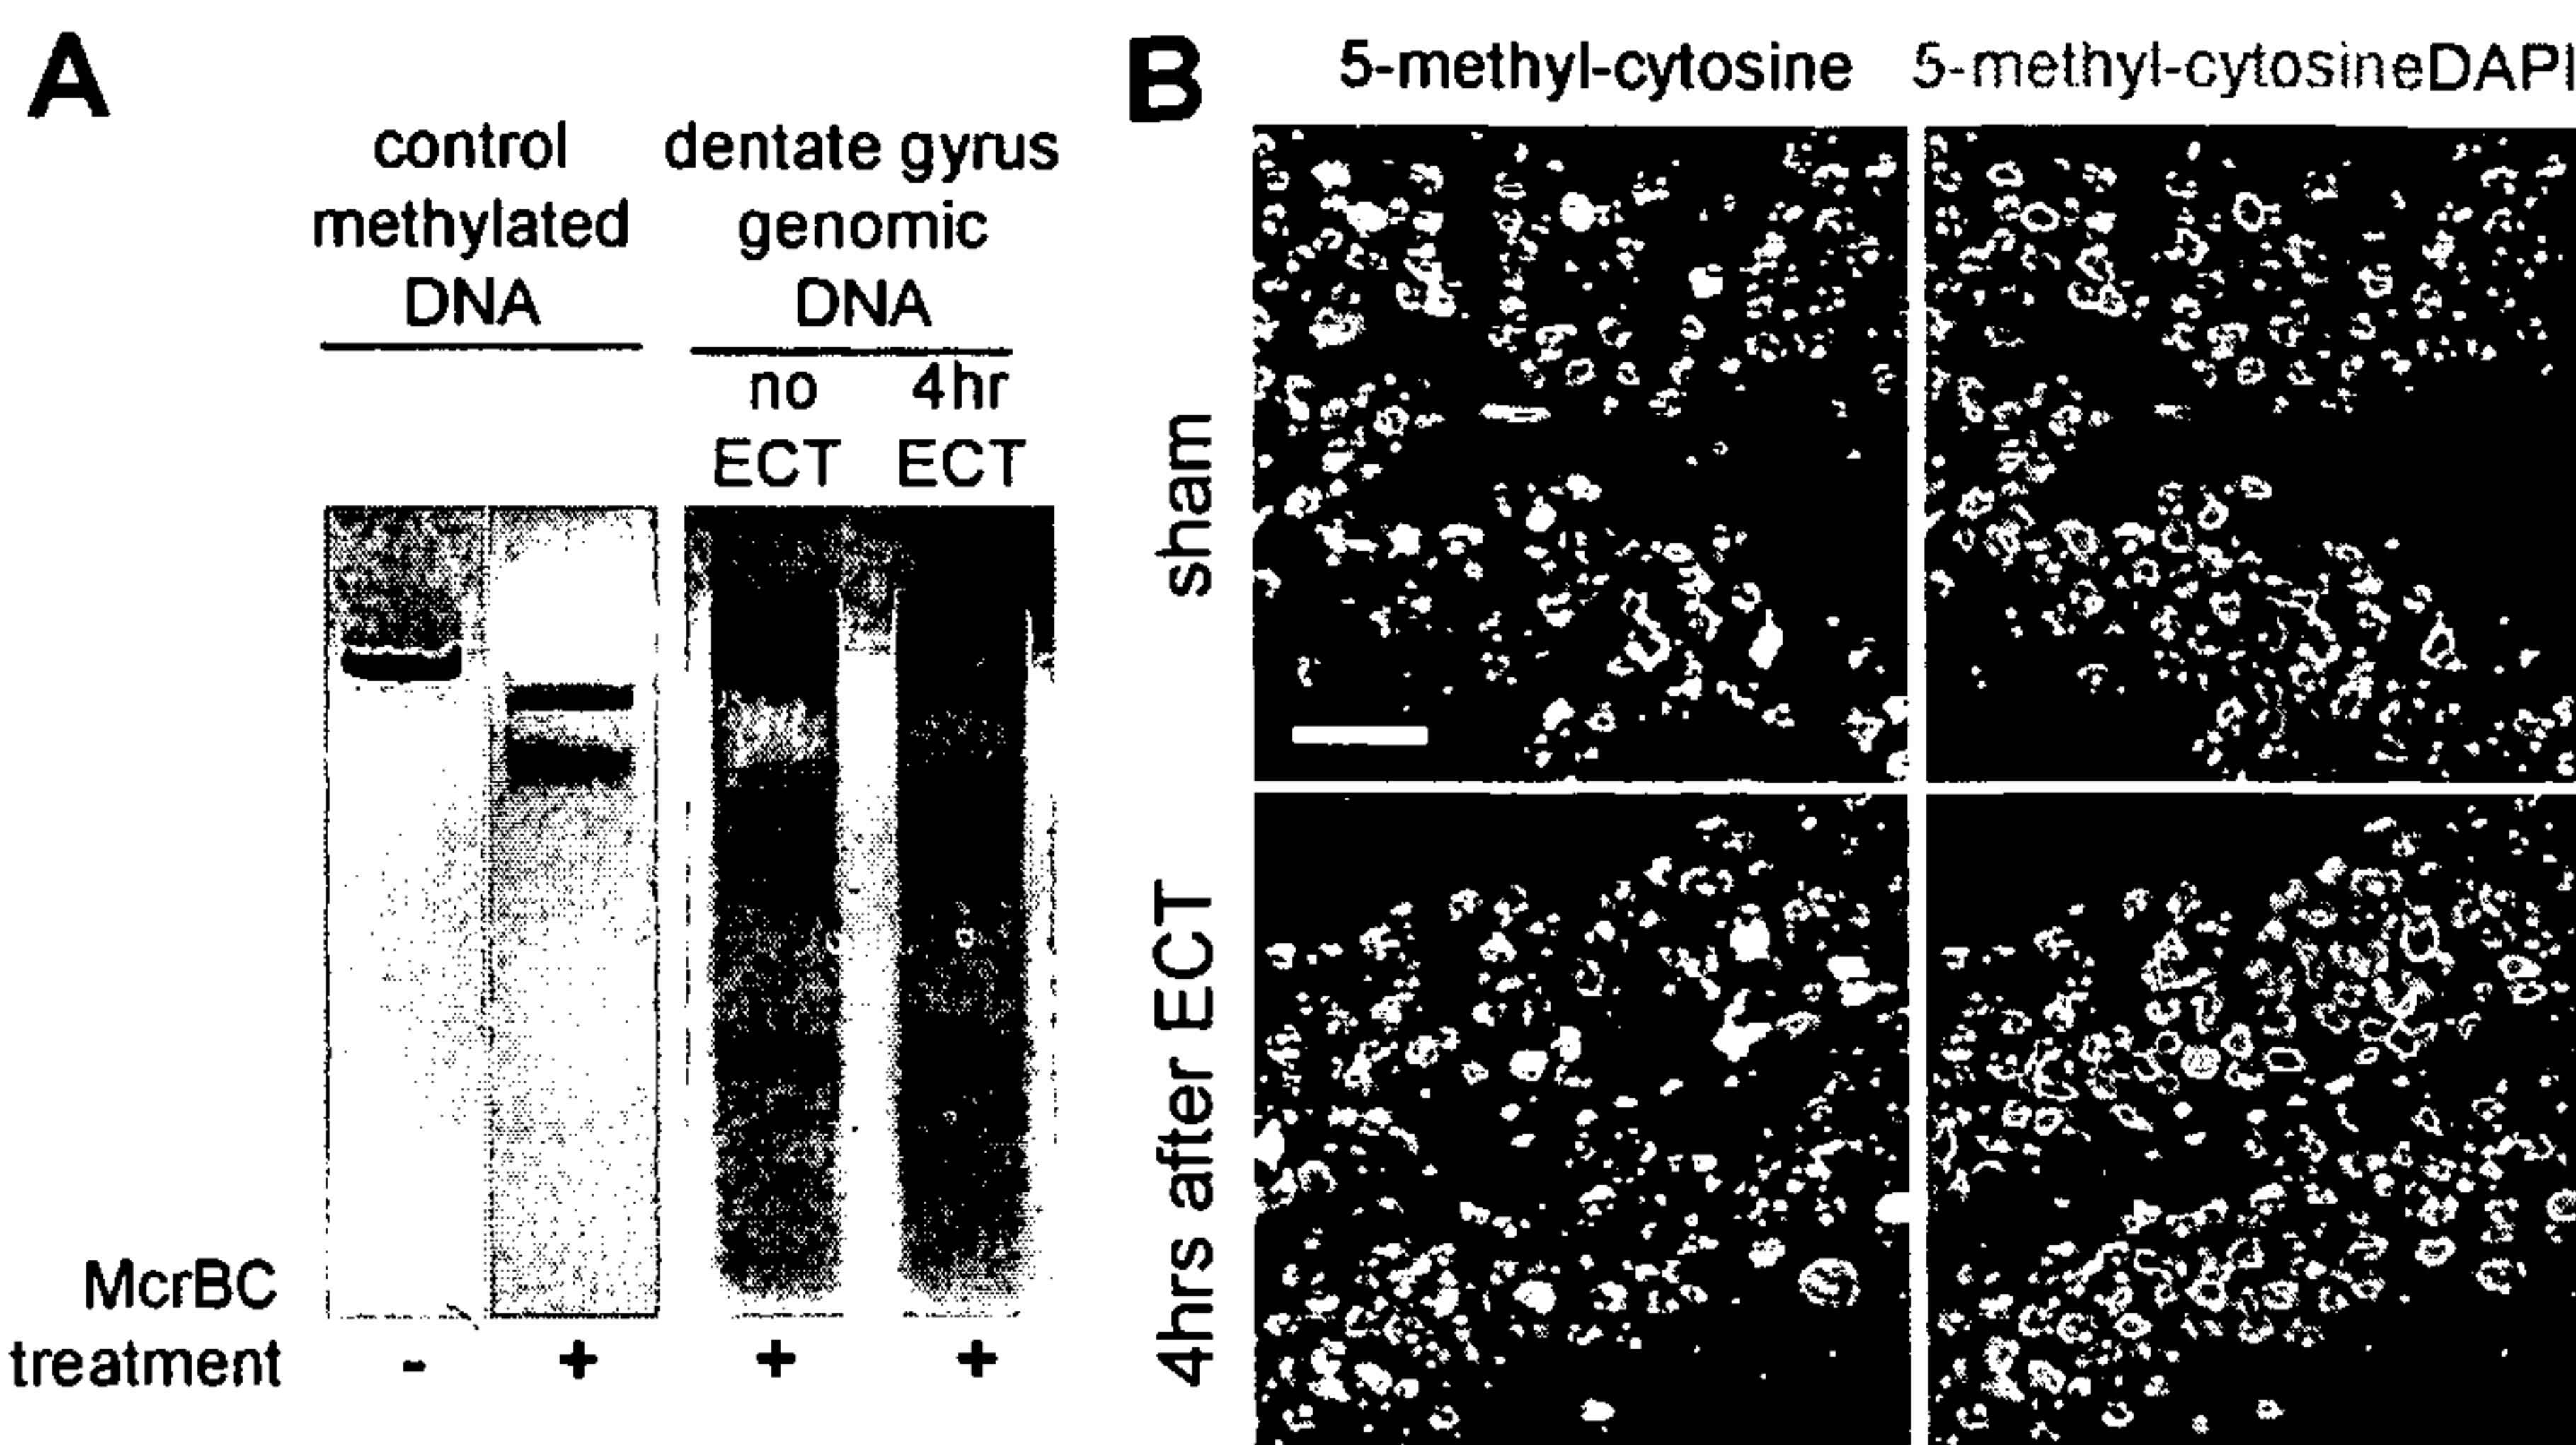 A
control
methylated
DNA
dentate gyrus
genomic
DNA
no
ECT
4hr
ECT
McrBC
treatment
- + + +
B
5-methyl-cytosine
5-methyl-cytosineDAPI
sham
4hrs after ECT